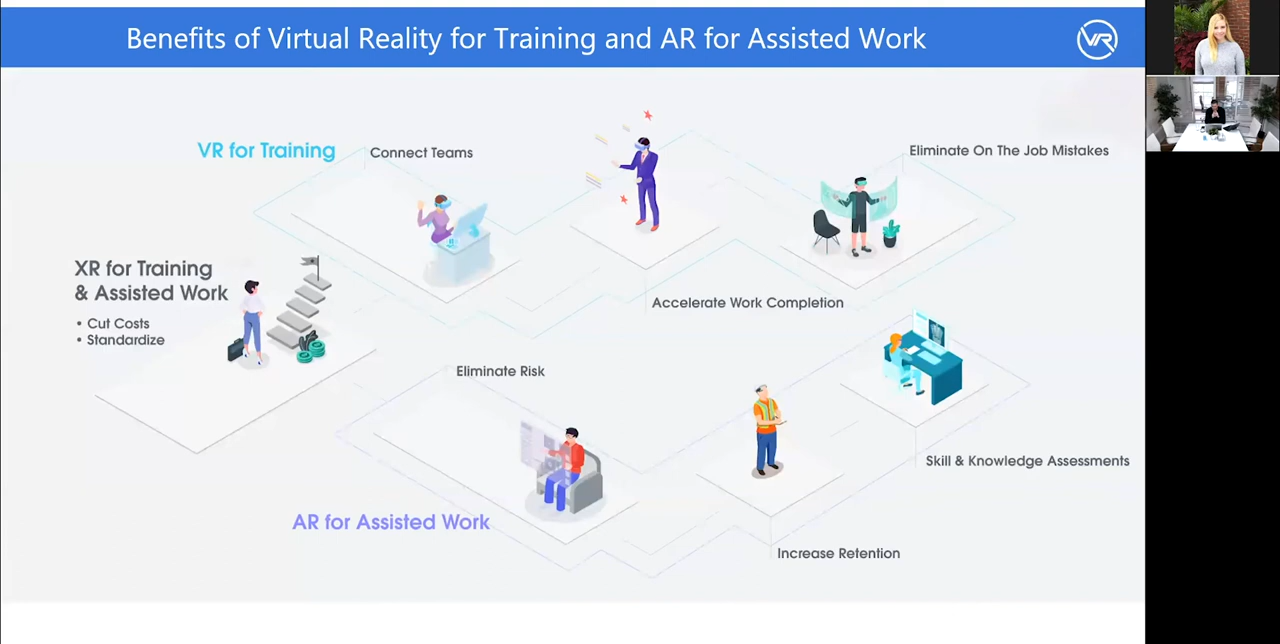 Benefits of Virtual Reality for Training and AR for Assisted Work
VR
VR for Training
Connect Teams
Eliminate On The Job Mistakes
XR for Training
& Assisted Work
• Cut Costs
• Standardize
Accelerate Work Completion
Eliminate Risk
Skill & Knowledge Assessments
AR for Assisted Work
Increase Retention